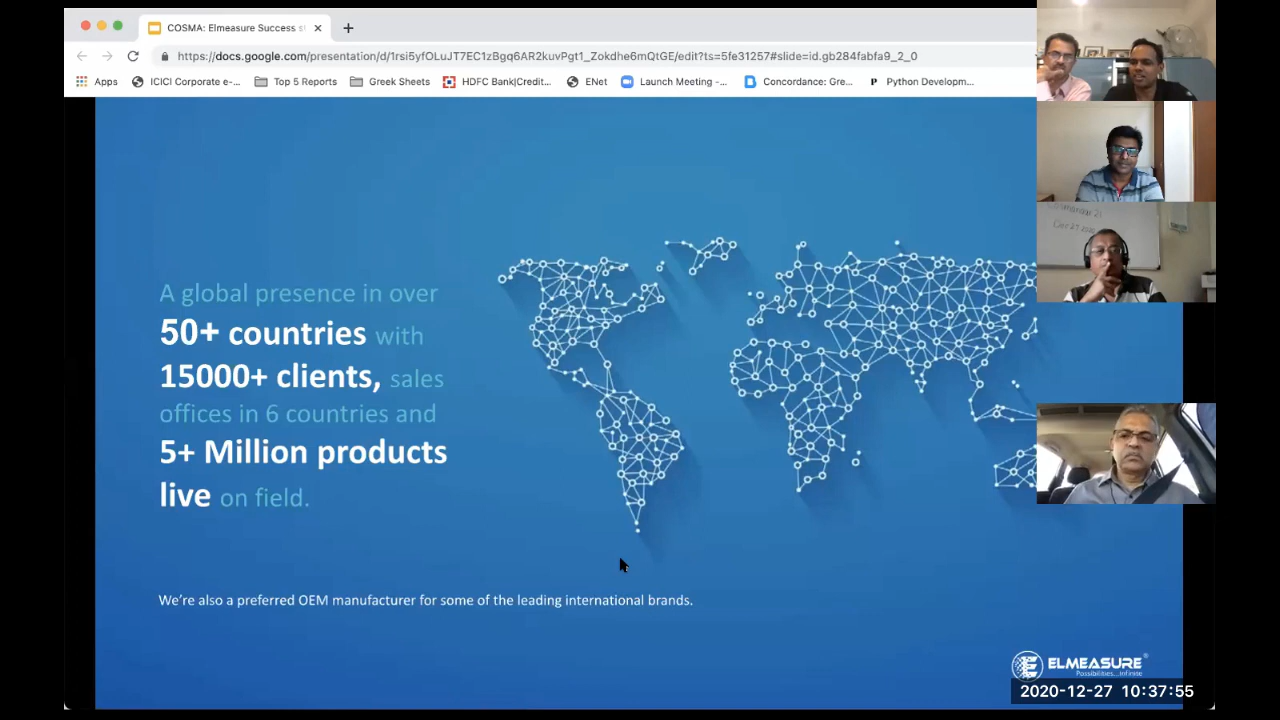 COSMA: Elmeasure Success s
https://docs.google.com/presentation/d/1rsi5yfOLuJT7EC1zBgq6AR2kuvPgt1_Zokdhe6mQtGE/edit?ts=5fe31257#slide=id.gb284fabfa9_2_0
Apps ICICI Corporate e-... Top 5 Reports Greek Sheets HDFC Bank|Credit... ENet Launch Meeting -... Concordance: Gre... P Python Developm...
A global presence in over
50+ countries with
15000+ clients, sales
offices in 6 countries and
5+ Million products
live on field.
We're also a preferred OEM manufacturer for some of the leading international brands.
ELMEASURE
Possibilities...Infinite
2020-12-27 10:37:55